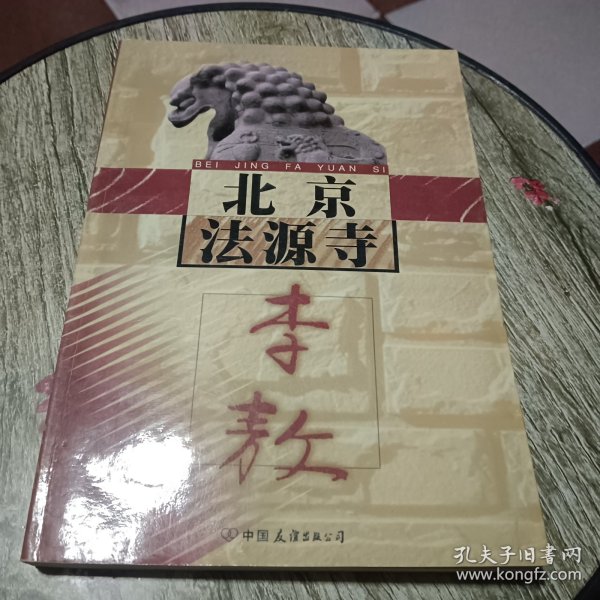 BEI JING FA YUAN SI
北京
法源寺
李
敖
中国友谊出版公司
孔夫子旧书网
www.kongfz.com